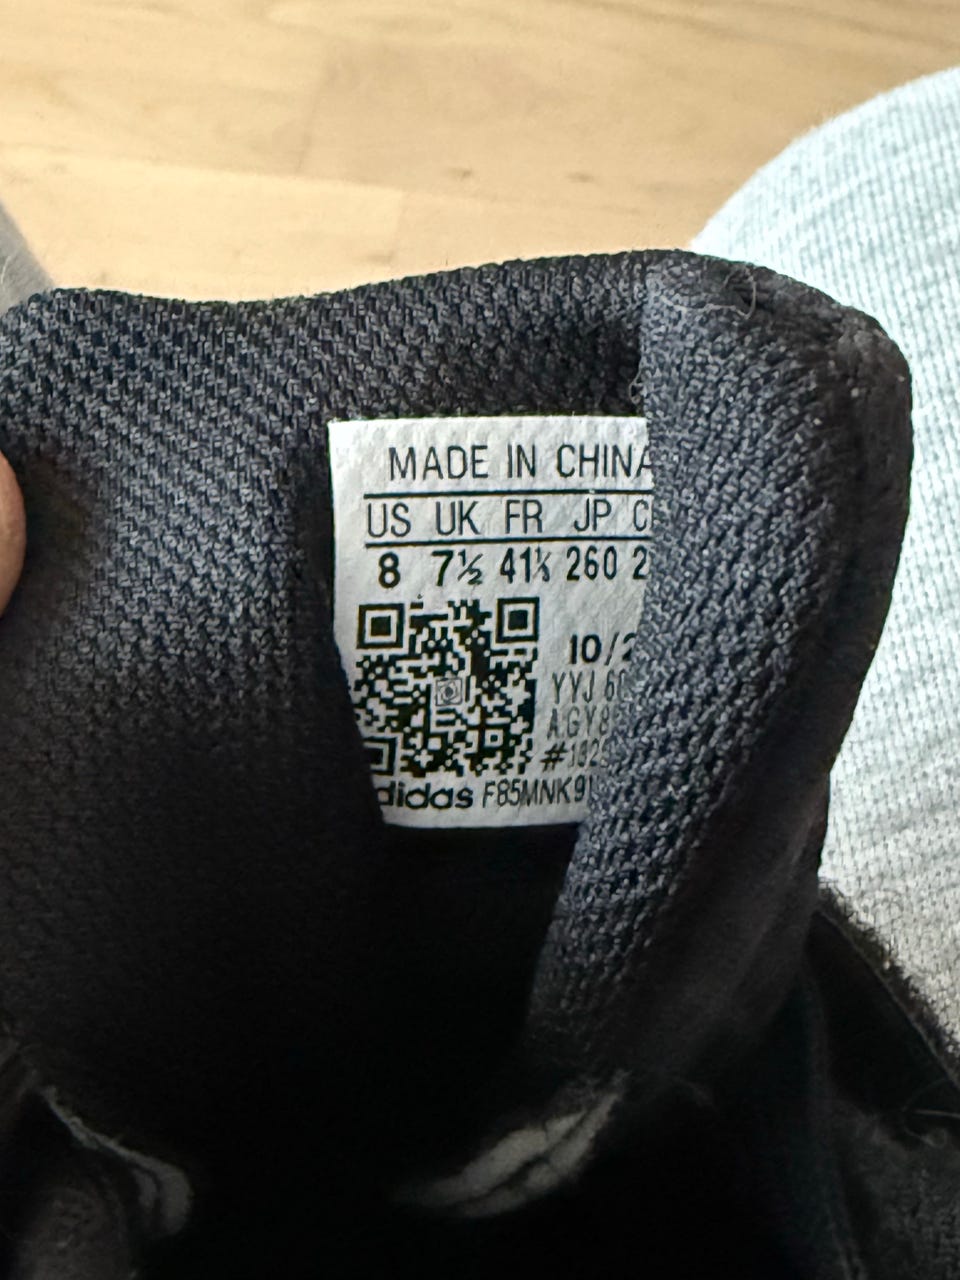 MADE IN CHINA
US UK FR JP
8 7½ 41⅓ 260
10/2
YYJ
adidas F85MNK9